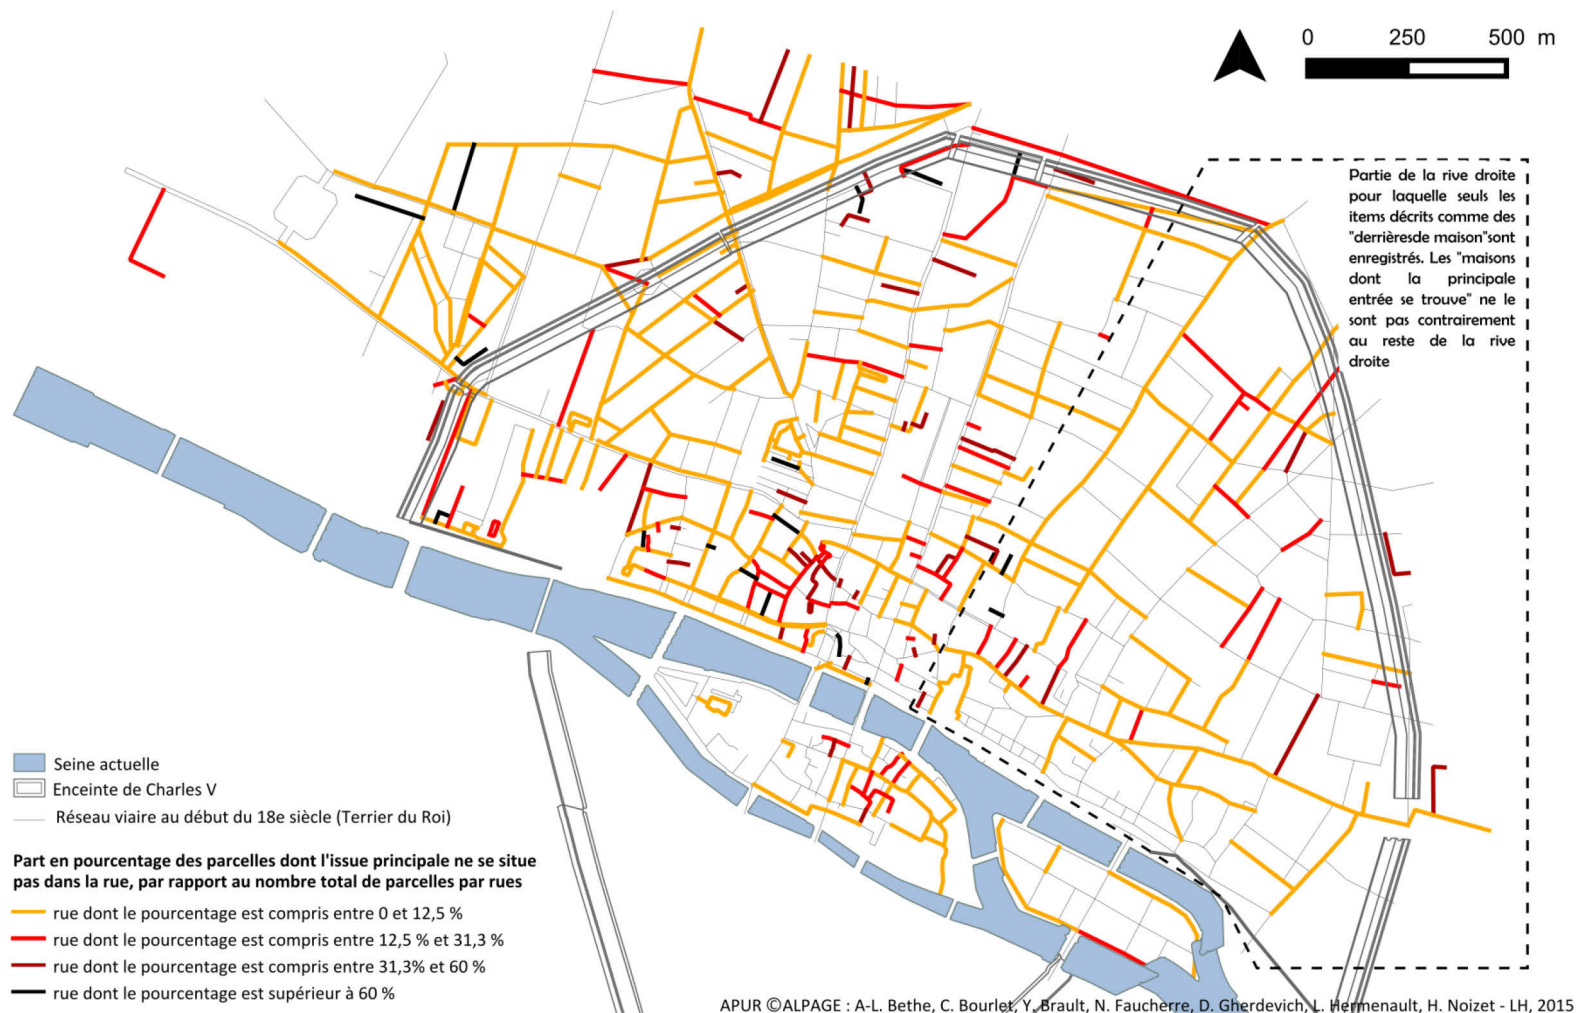 0 250 500 m
Partie de la rive droite
pour laquelle seuls les
items décrits comme des
"derrièresde maison"sont
enregistrés. Les "maisons
dont la principale
entrée se trouve" ne le
sont pas contrairement
au reste de la rive
droite
Seine actuelle
Enceinte de Charles V
Réseau viaire au début du 18e siècle (Terrier du Roi)
Part en pourcentage des parcelles dont l'issue principale ne se situe
pas dans la rue, par rapport au nombre total de parcelles par rues
rue dont le pourcentage est compris entre 0 et 12,5 %
rue dont le pourcentage est compris entre 12,5 % et 31,3 %
rue dont le pourcentage est compris entre 31,3% et 60 %
rue dont le pourcentage est supérieur à 60 %
APUR ©ALPAGE : A-L. Bethe, C. Bourlet, Y. Brault, N. Faucherre, D. Gherdevich, L. Hermenault, H. Noizet - LH, 2015